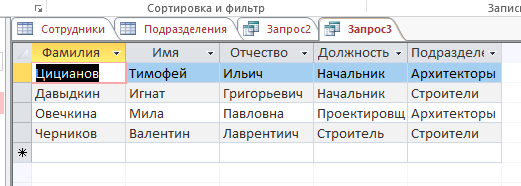 Сортировка и фильтр
Запис
Сотрудники Подразделения Запрос2 Запрос3
Фамилия Имя Отчество Должность Подразделе
Цицианов Тимофей Ильич Начальник Архитекторы
Давыдкин Игнат Григорьевич Начальник Строители
Овечкина Мила Павловна Проектировщ Архитекторы
Черников Валентин Лаврентиич Строитель Строители